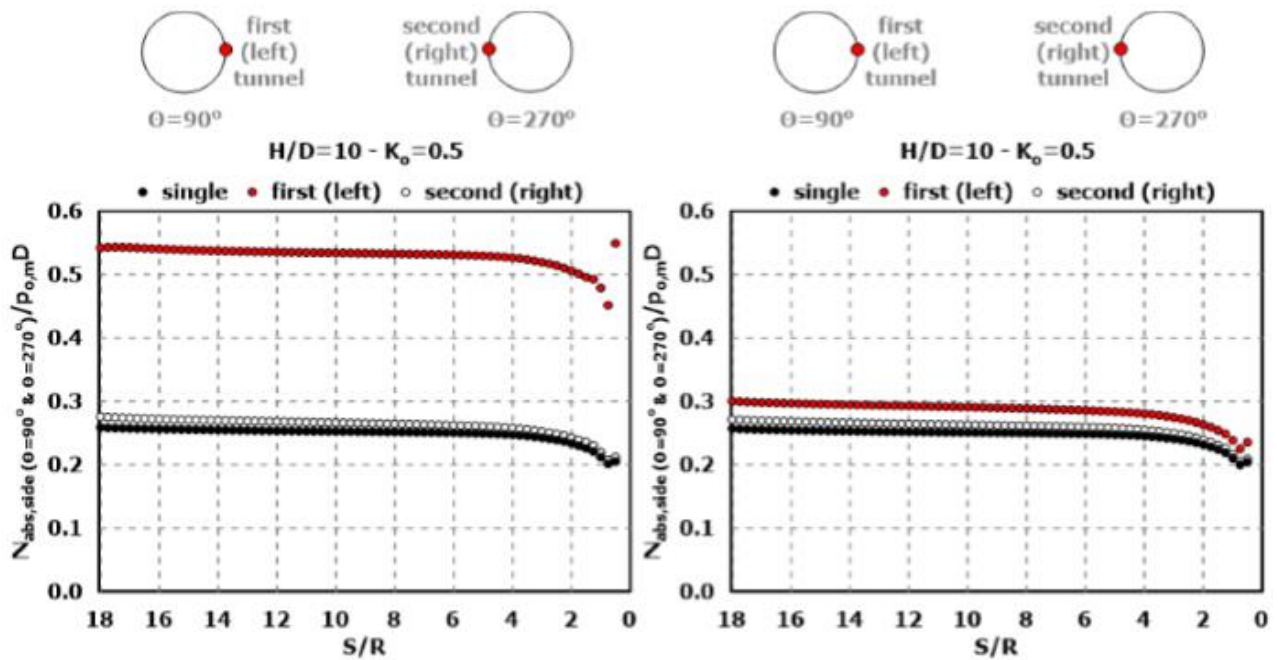 first
(left)
tunnel
second
(right)
tunnel
θ=90°
θ=270°
H/D=10 - Kₒ=0.5
single
first (left)
second (right)
0.6
0.5
0.4
0.3
0.2
0.1
0.0
N_abs,side (θ=90° & θ=270°)/p_o,mD
18
16
14
12
10
8
6
4
2
0
S/R
first
(left)
tunnel
second
(right)
tunnel
θ=90°
θ=270°
H/D=10 - Kₒ=0.5
single
first (left)
second (right)
0.6
0.5
0.4
0.3
0.2
0.1
0.0
N_abs,side (θ=90° & θ=270°)/p_o,mD
18
16
14
12
10
8
6
4
2
0
S/R